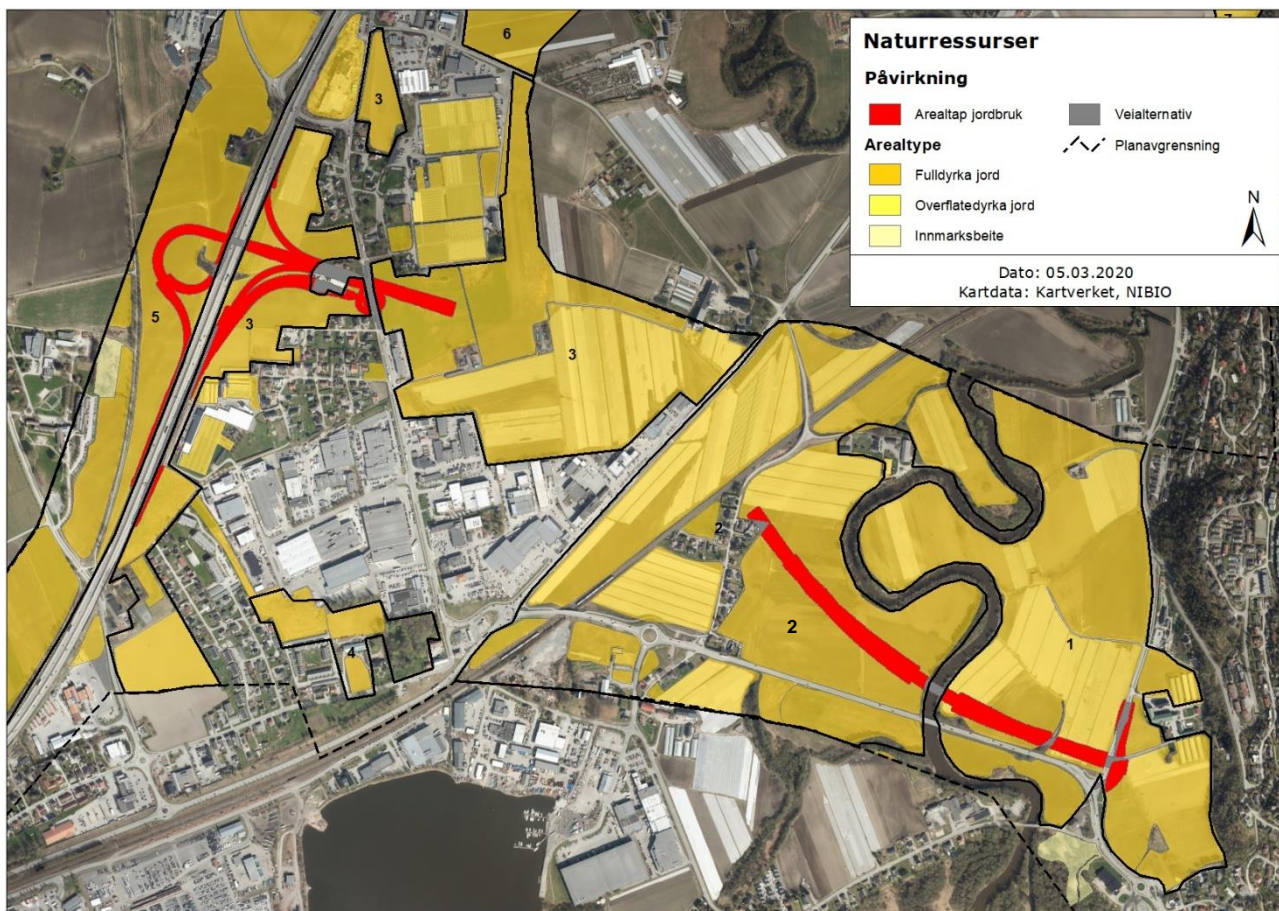 Naturressurser
Påvirkning
Arealtap jordbruk
Veialternativ
Arealtype
Planavgrensning
Fulldyrka jord
Overflatedyrka jord
Innmarksbeite
N
Dato: 05.03.2020
Kartdata: Kartverket, NIBIO
6
3
5
3
3
2
2
1
4